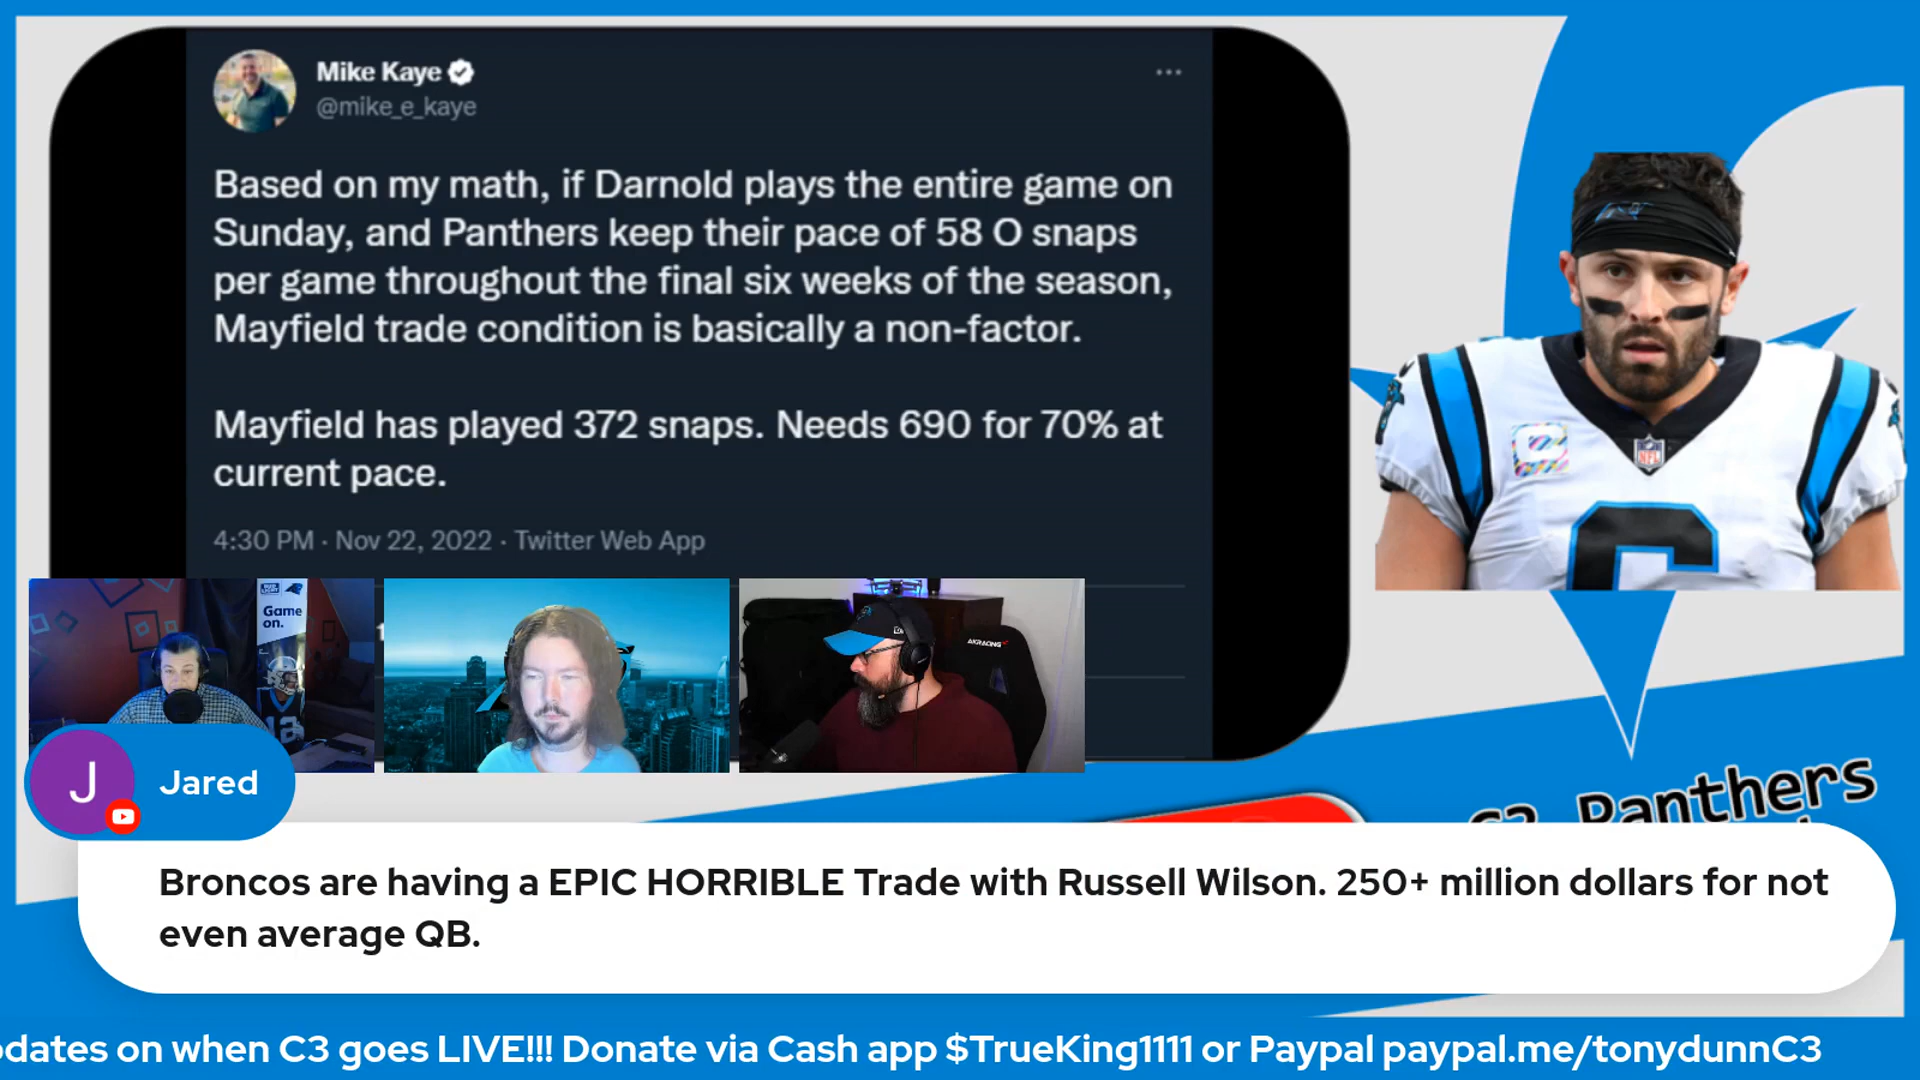 Mike Kaye
@mike_e_kaye
Based on my math, if Darnold plays the entire game on
Sunday, and Panthers keep their pace of 58 O snaps
per game throughout the final six weeks of the season,
Mayfield trade condition is basically a non-factor.
Mayfield has played 372 snaps. Needs 690 for 70% at
current pace.
4:30 PM · Nov 22, 2022 · Twitter Web App
NFL
Game
on.
AKRACING
J
Jared
C3 Panthers
Broncos are having a EPIC HORRIBLE Trade with Russell Wilson. 250+ million dollars for not
even average QB.
dates on when C3 goes LIVE!!! Donate via Cash app $TrueKing1111 or Paypal paypal.me/tonydunnC3